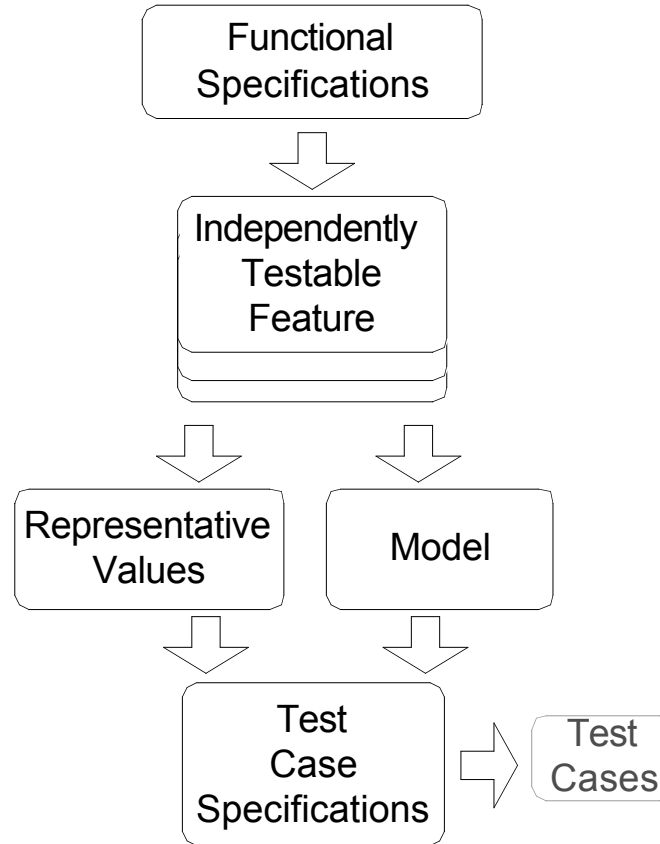 Functional
Specifications
Independently
Testable
Feature
Representative
Values
Model
Test
Case
Specifications
Test
Cases